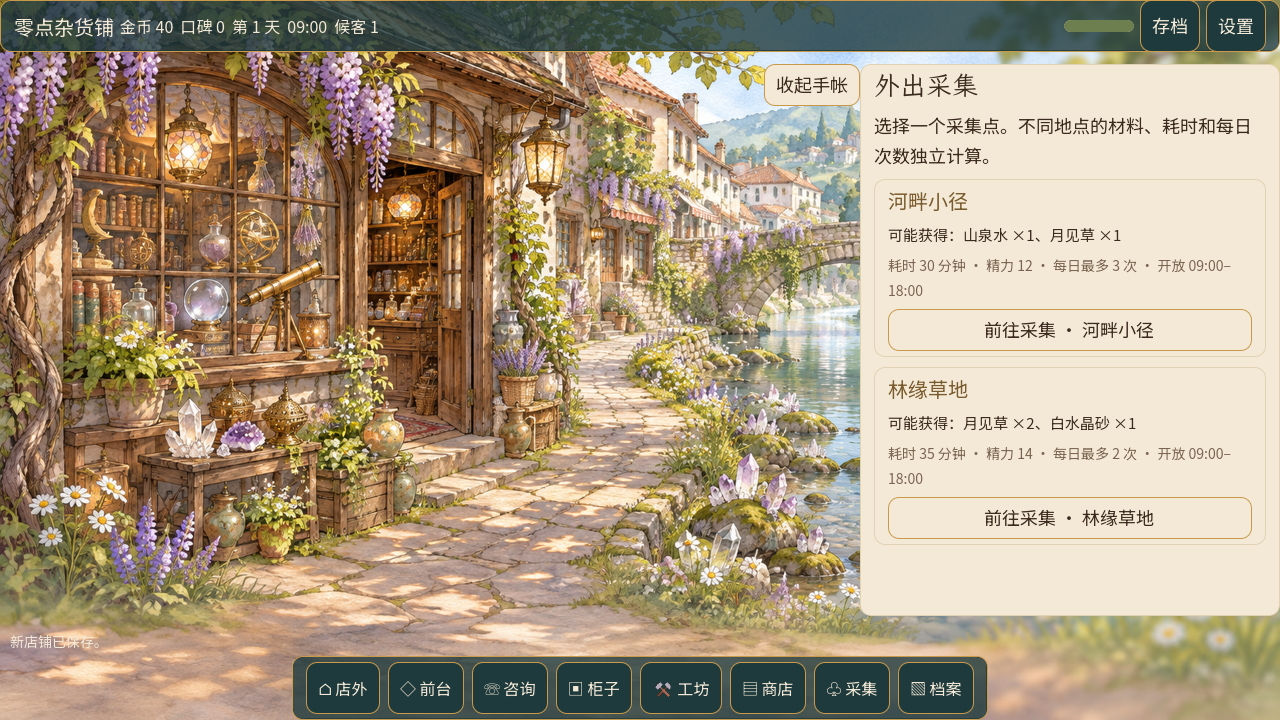 零点杂货铺 金币 40 口碑 0 第 1 天 09:00 候客 1
存档
设置
收起手帐
外出采集
选择一个采集点。不同地点的材料、耗时和每日
次数独立计算。
河畔小径
可能获得：山泉水 ×1、月见草 ×1
耗时 30 分钟 · 精力 12 · 每日最多 3 次 · 开放 09:00–
18:00
前往采集 · 河畔小径
林缘草地
可能获得：月见草 ×2、白水晶砂 ×1
耗时 35 分钟 · 精力 14 · 每日最多 2 次 · 开放 09:00–
18:00
前往采集 · 林缘草地
新店铺已保存。
店外
前台
咨询
柜子
工坊
商店
采集
档案